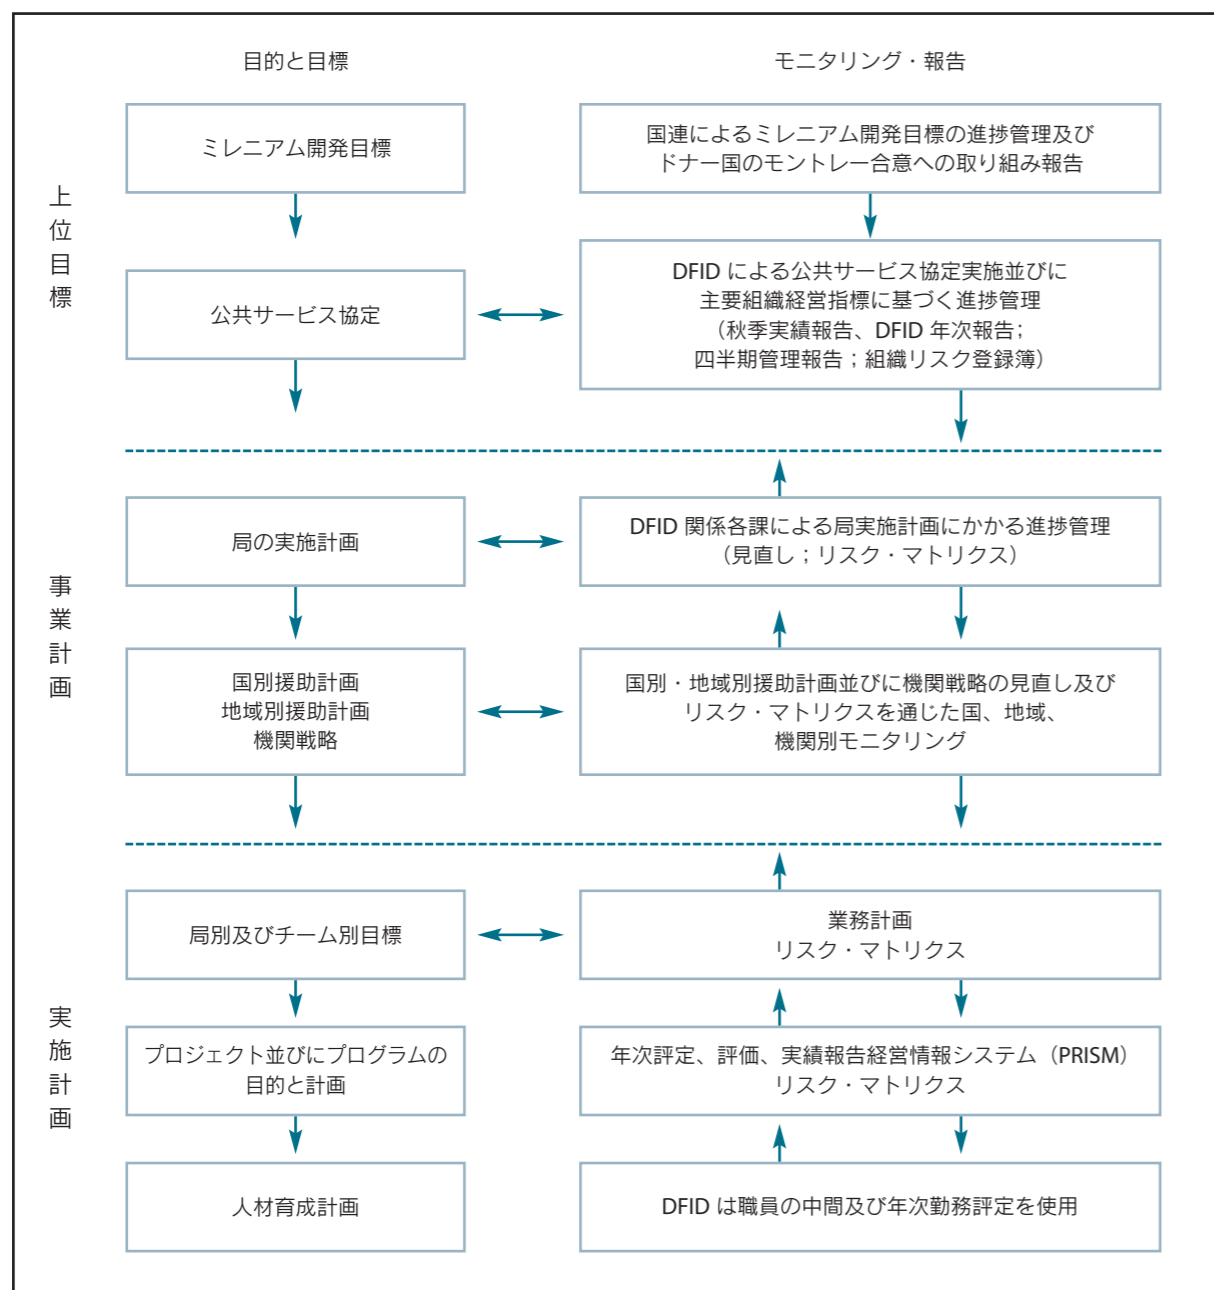 目的と目標
モニタリング・報告
上位目標
ミレニアム開発目標
国連によるミレニアム開発目標の進捗管理及び
ドナー国のモントレー合意への取り組み報告
公共サービス協定
DFID による公共サービス協定実施並びに
主要組織経営指標に基づく進捗管理
（秋季実績報告、DFID 年次報告；
四半期管理報告；組織リスク登録簿）
事業計画
局の実施計画
DFID 関係各課による局実施計画にかかる進捗管理
（見直し；リスク・マトリクス）
国別援助計画
地域別援助計画
機関戦略
国別・地域別援助計画並びに機関戦略の見直し及び
リスク・マトリクスを通じた国、地域、
機関別モニタリング
実施計画
局別及びチーム別目標
業務計画
リスク・マトリクス
プロジェクト並びにプログラムの
目的と計画
年次評定、評価、実績報告経営情報システム（PRISM）
リスク・マトリクス
人材育成計画
DFID は職員の中間及び年次勤務評定を使用